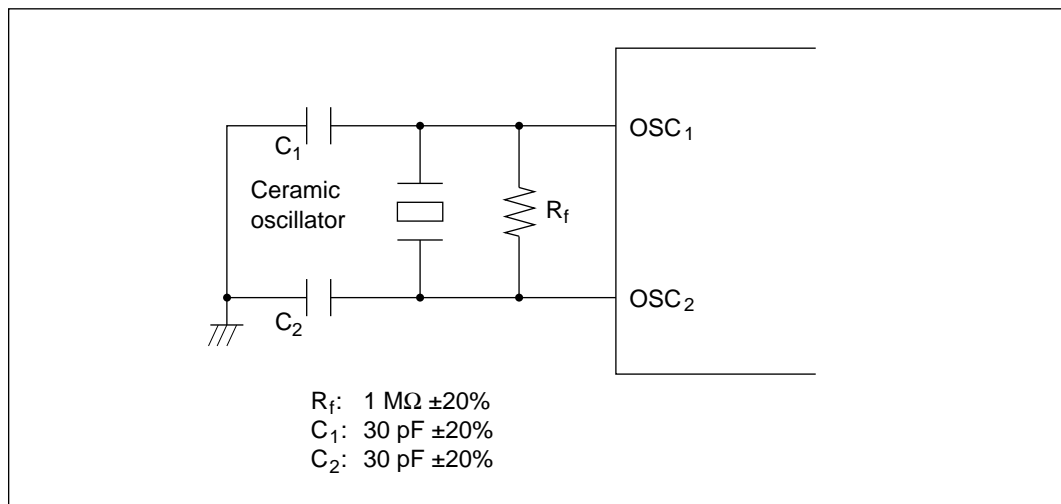 OSC1
C1
Ceramic
oscillator
Rf
C2
OSC2
Rf: 1 MΩ ±20%
C1: 30 pF ±20%
C2: 30 pF ±20%